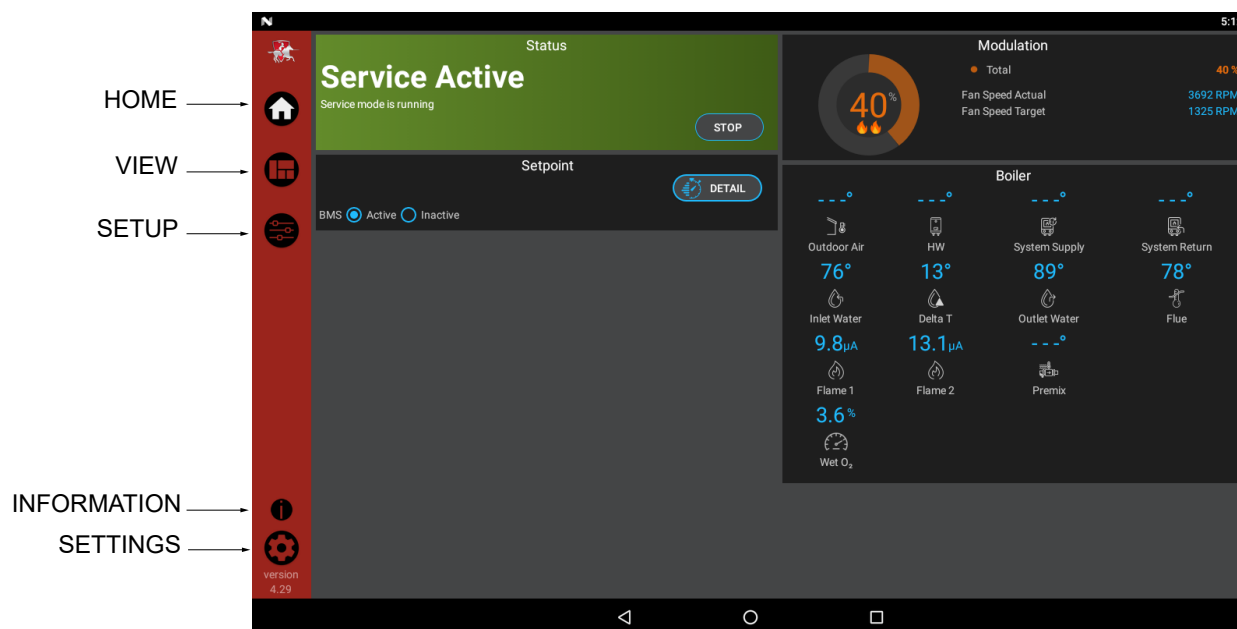 HOME
VIEW
SETUP
INFORMATION
SETTINGS
version
4.29
5:1
Status
Service Active
Service mode is running
STOP
Setpoint
DETAIL
BMS Active Inactive
Modulation
40%
Total 40 %
Fan Speed Actual 3692 RPM
Fan Speed Target 1325 RPM
Boiler
---° ---° ---° ---°
Outdoor Air HW System Supply System Return
76° 13° 89° 78°
Inlet Water Delta T Outlet Water Flue
9.8µA 13.1µA ---°
Flame 1 Flame 2 Premix
3.6 %
Wet O₂